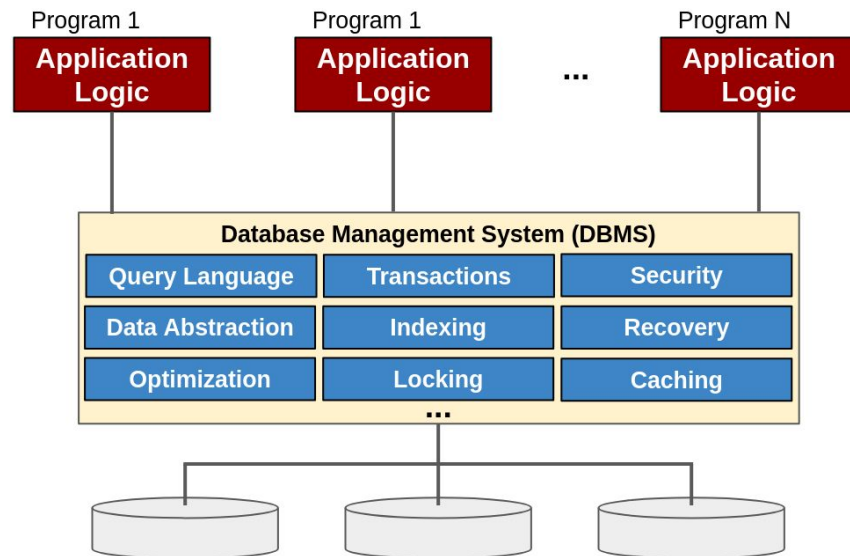 Program 1
Program 1
Program N
Application
Logic
Application
Logic
...
Application
Logic
Database Management System (DBMS)
Query Language
Transactions
Security
Data Abstraction
Indexing
Recovery
Optimization
Locking
Caching
...